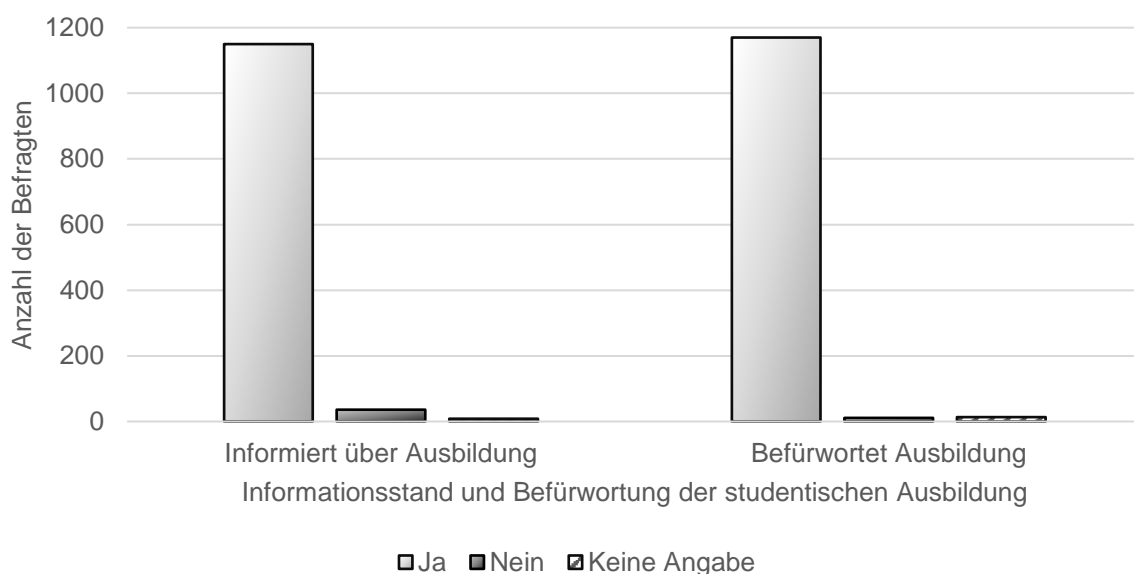 1200
1000
800
600
400
200
0
Anzahl der Befragten
Informiert über Ausbildung Befürwortet Ausbildung
Informationsstand und Befürwortung der studentischen Ausbildung
Ja Nein Keine Angabe